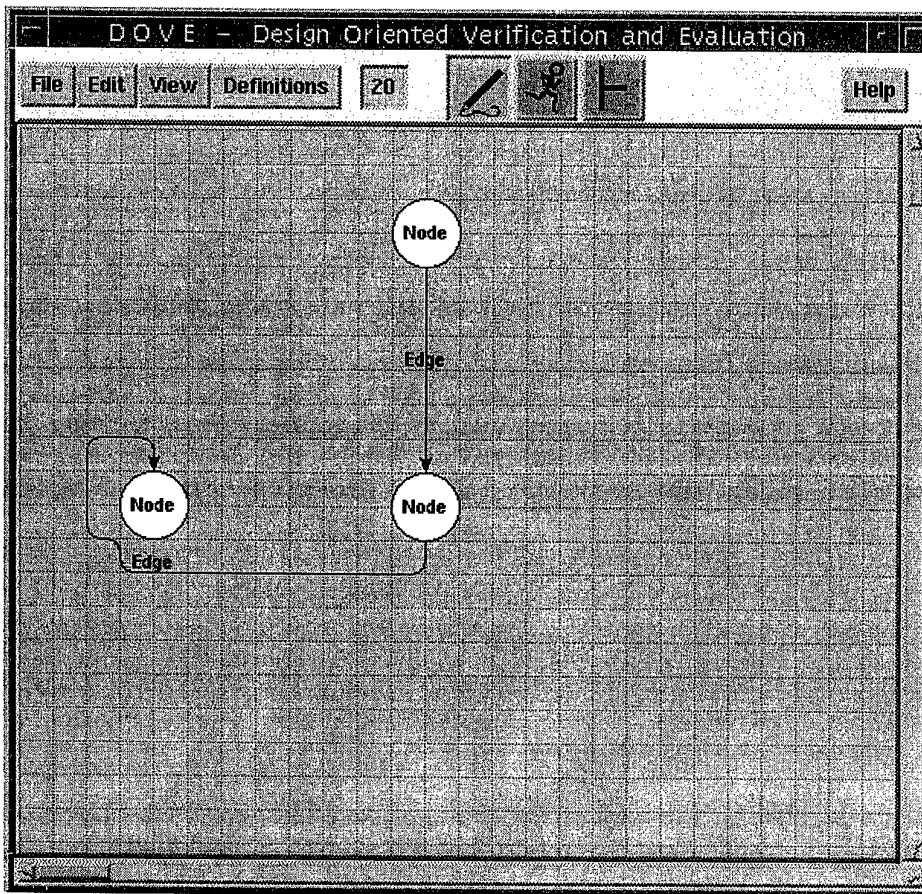 D O V E - Design Oriented Verification and Evaluation
File Edit View Definitions 20 Help
Node
Edge
Node Node
Edge